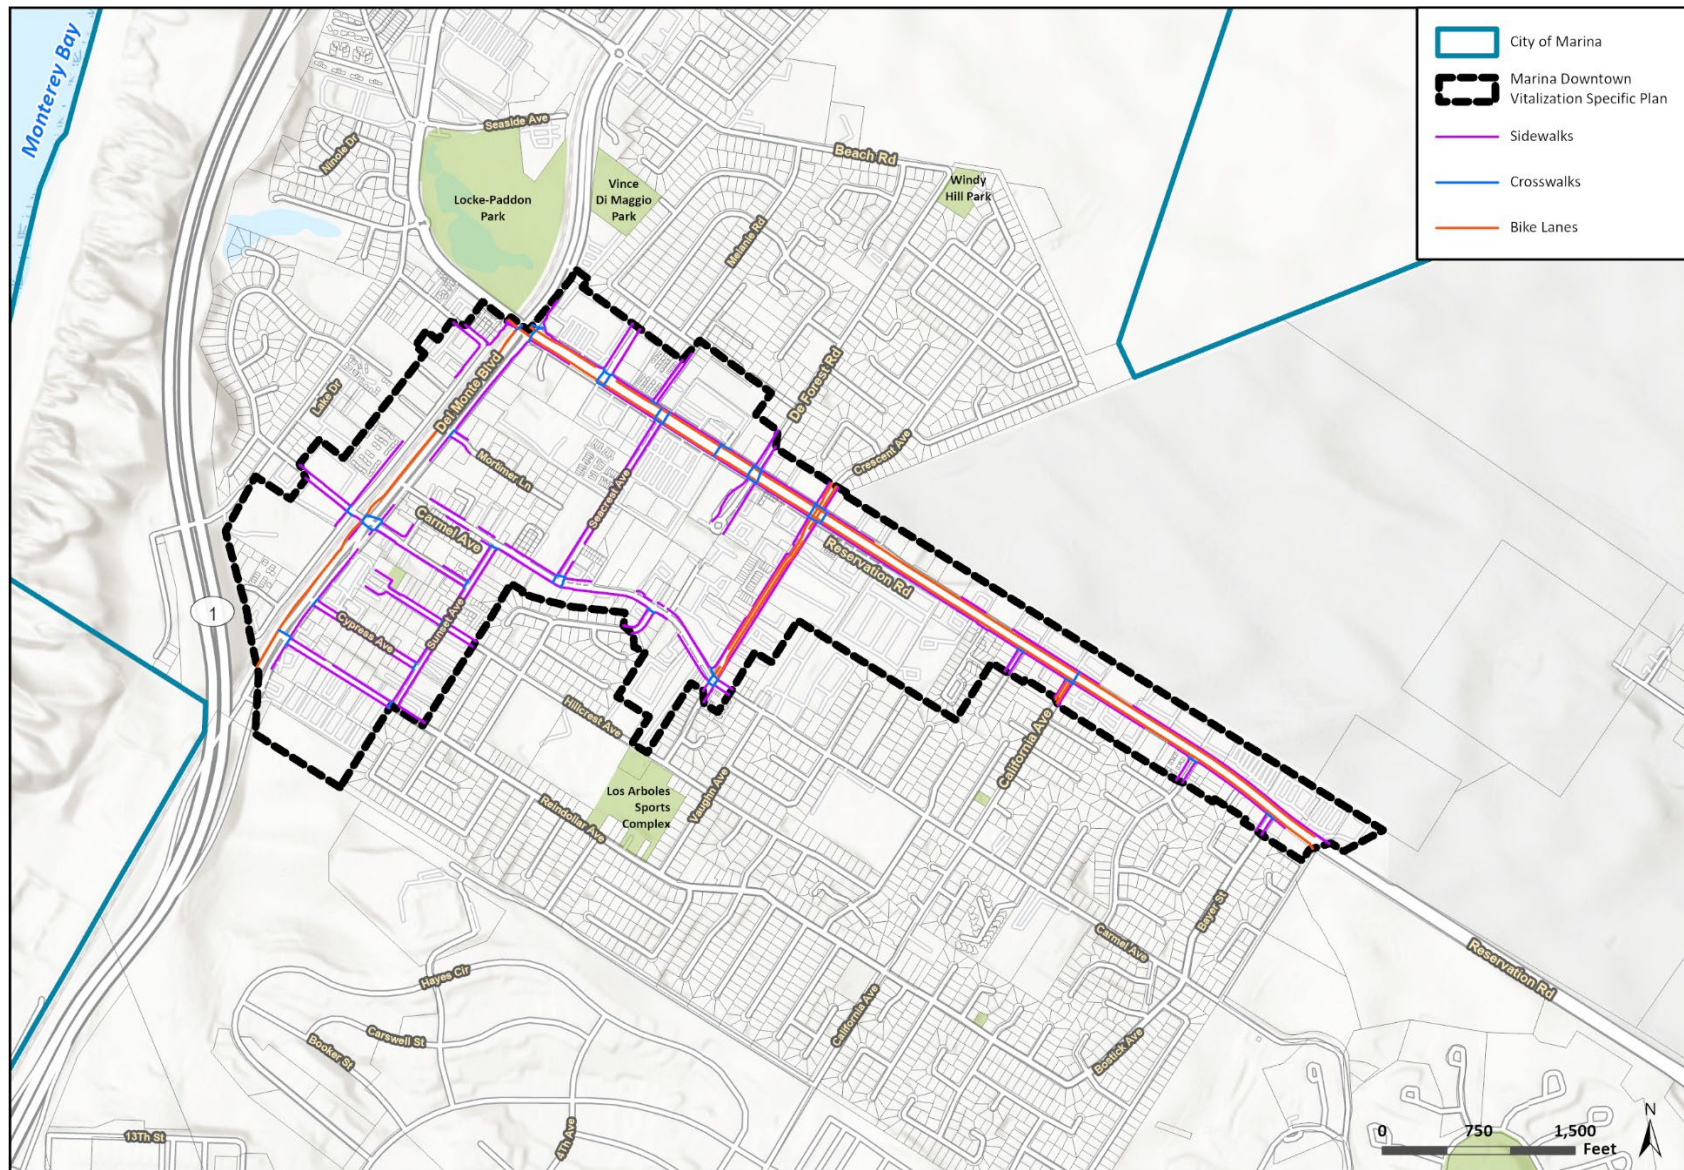 Monterey Bay
City of Marina
Marina Downtown
Vitalization Specific Plan
Sidewalks
Crosswalks
Bike Lanes
Seaside Ave
Ninole Dr
Beach Rd
Locke-Paddon
Park
Vince
Di Maggio
Park
Windy
Hill Park
Melanie Rd
Del Monte Blvd
Lake Dr
De Forest Rd
Crescent Ave
Mortimer Ln
Seacrest Ave
Carmel Ave
Reservation Rd
1
Cypress Ave
Sunset Ave
Hillcrest Ave
California Ave
Los Arboles
Sports
Complex
Vaughn Ave
Reindollar Ave
Bayer St
Carmel Ave
Reservation Rd
Hayes Cir
Carswell St
Booker St
California Ave
Bostick Ave
13Th St
4Th Ave
0 750 1,500
Feet
N